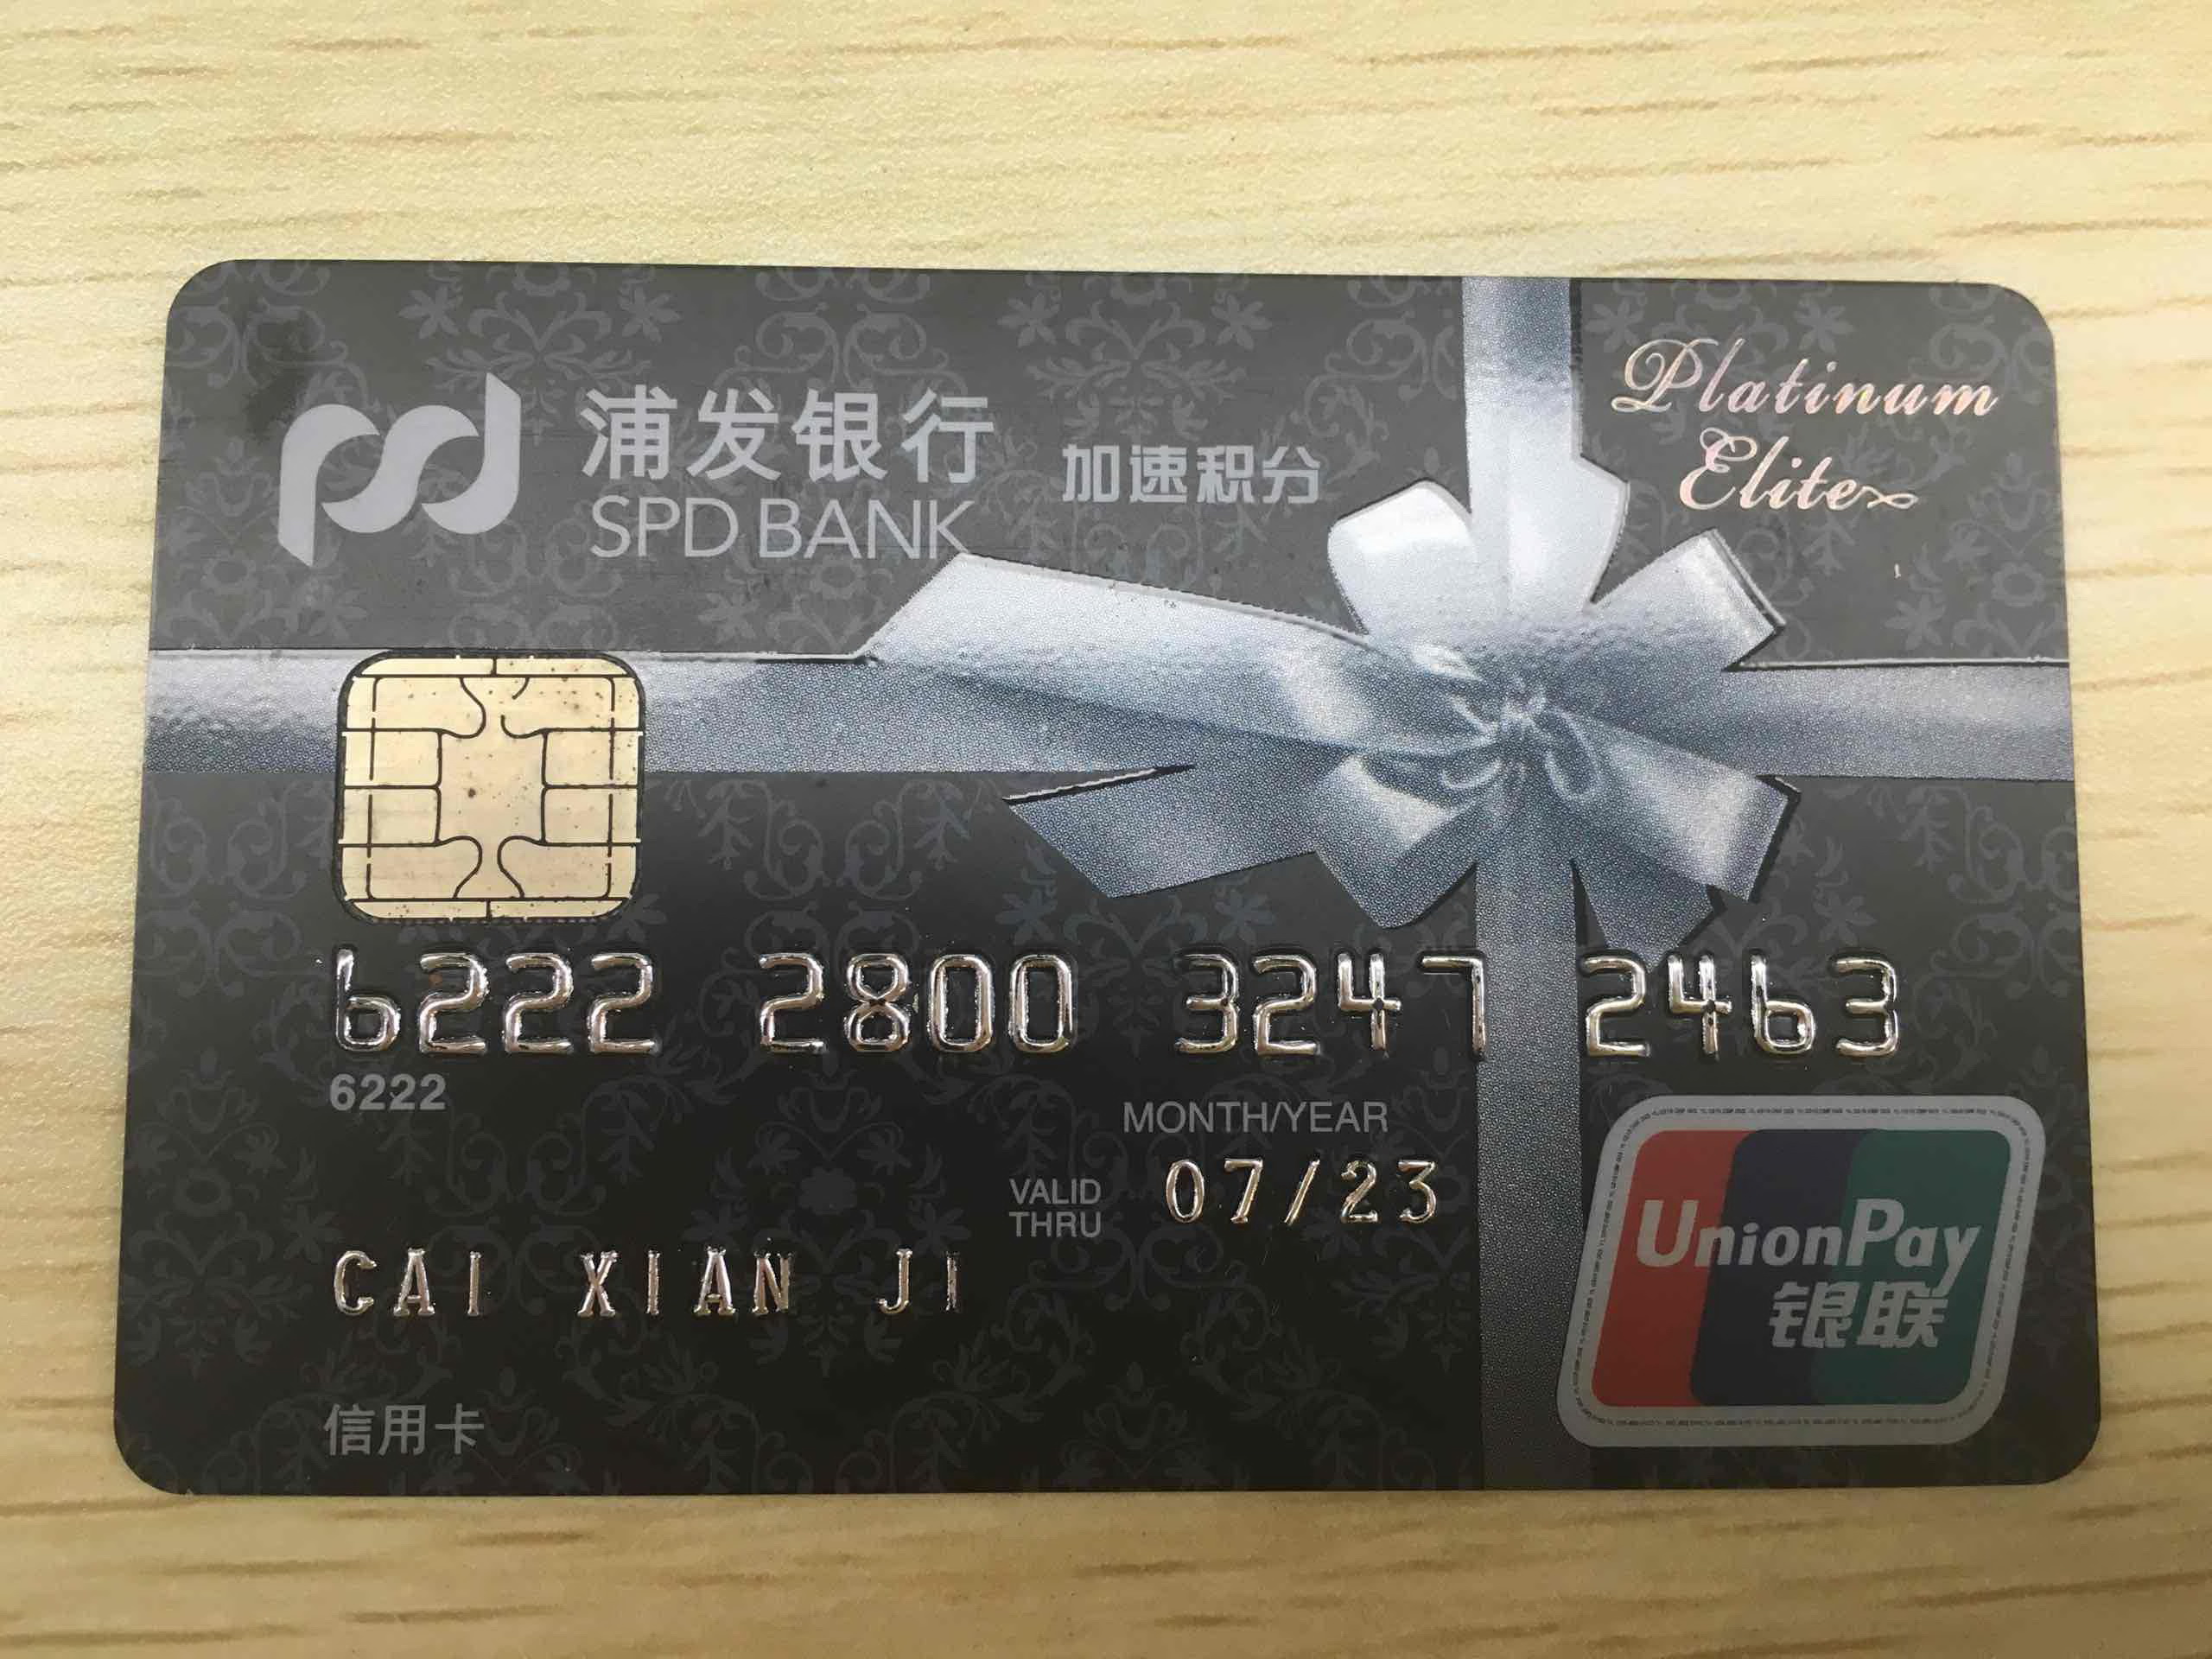 浦发银行
SPD BANK
加速积分
Platinum
Elite
6222 2800 3247 2463
6222
MONTH/YEAR
VALID
THRU
07/23
CAI XIAN JI
信用卡
UnionPay
银联